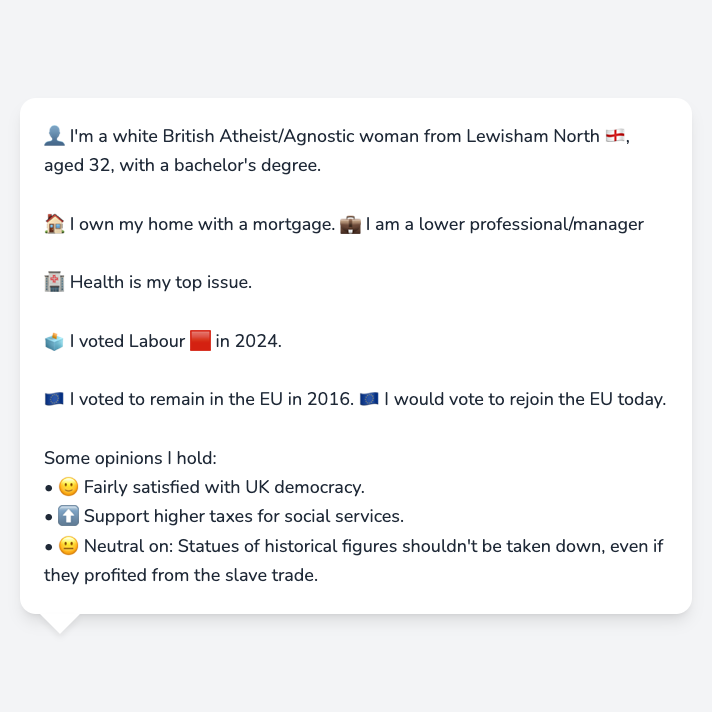 👤 I'm a white British Atheist/Agnostic woman from Lewisham North 🏴󠁧󠁢󠁥󠁮󠁧󠁿,
aged 32, with a bachelor's degree.
🏠 I own my home with a mortgage. 💼 I am a lower professional/manager
🏥 Health is my top issue.
🗳️ I voted Labour 🟥 in 2024.
🇪🇺 I voted to remain in the EU in 2016. 🇪🇺 I would vote to rejoin the EU today.
Some opinions I hold:
• 🙂 Fairly satisfied with UK democracy.
• ⬆️ Support higher taxes for social services.
• 😐 Neutral on: Statues of historical figures shouldn't be taken down, even if
they profited from the slave trade.